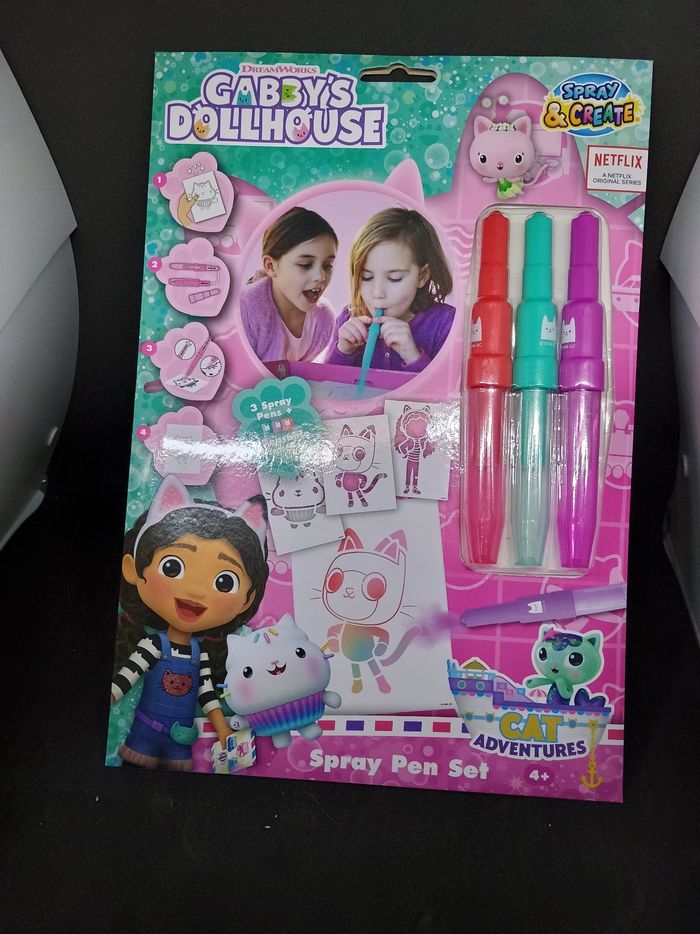 DREAMWORKS
GABBY'S
DOLLHOUSE
SPRAY
& CREATE
NETFLIX
A NETFLIX
ORIGINAL SERIES
1
2
3
4
3 Spray
Pens +
CAT
ADVENTURES
Spray Pen Set
4+